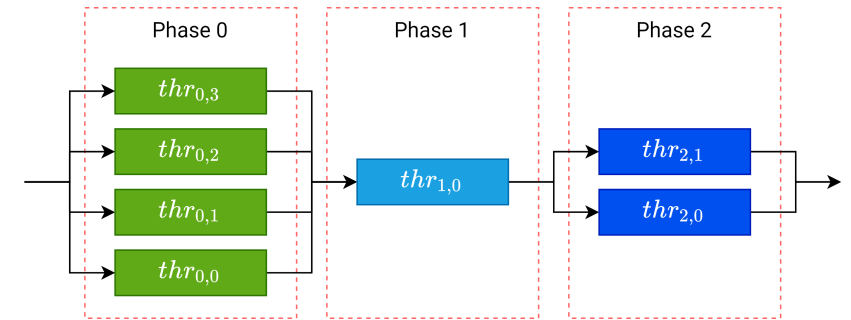 Phase 0
thr0,3
thr0,2
thr0,1
thr0,0
Phase 1
thr1,0
Phase 2
thr2,1
thr2,0